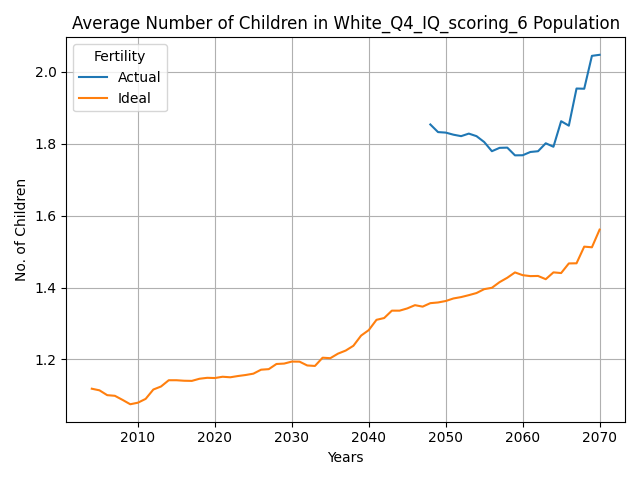 Average Number of Children in White_Q4_IQ_scoring_6 Population
Fertility
Actual
Ideal
No. of Children
2.0
1.8
1.6
1.4
1.2
2010 2020 2030 2040 2050 2060 2070
Years